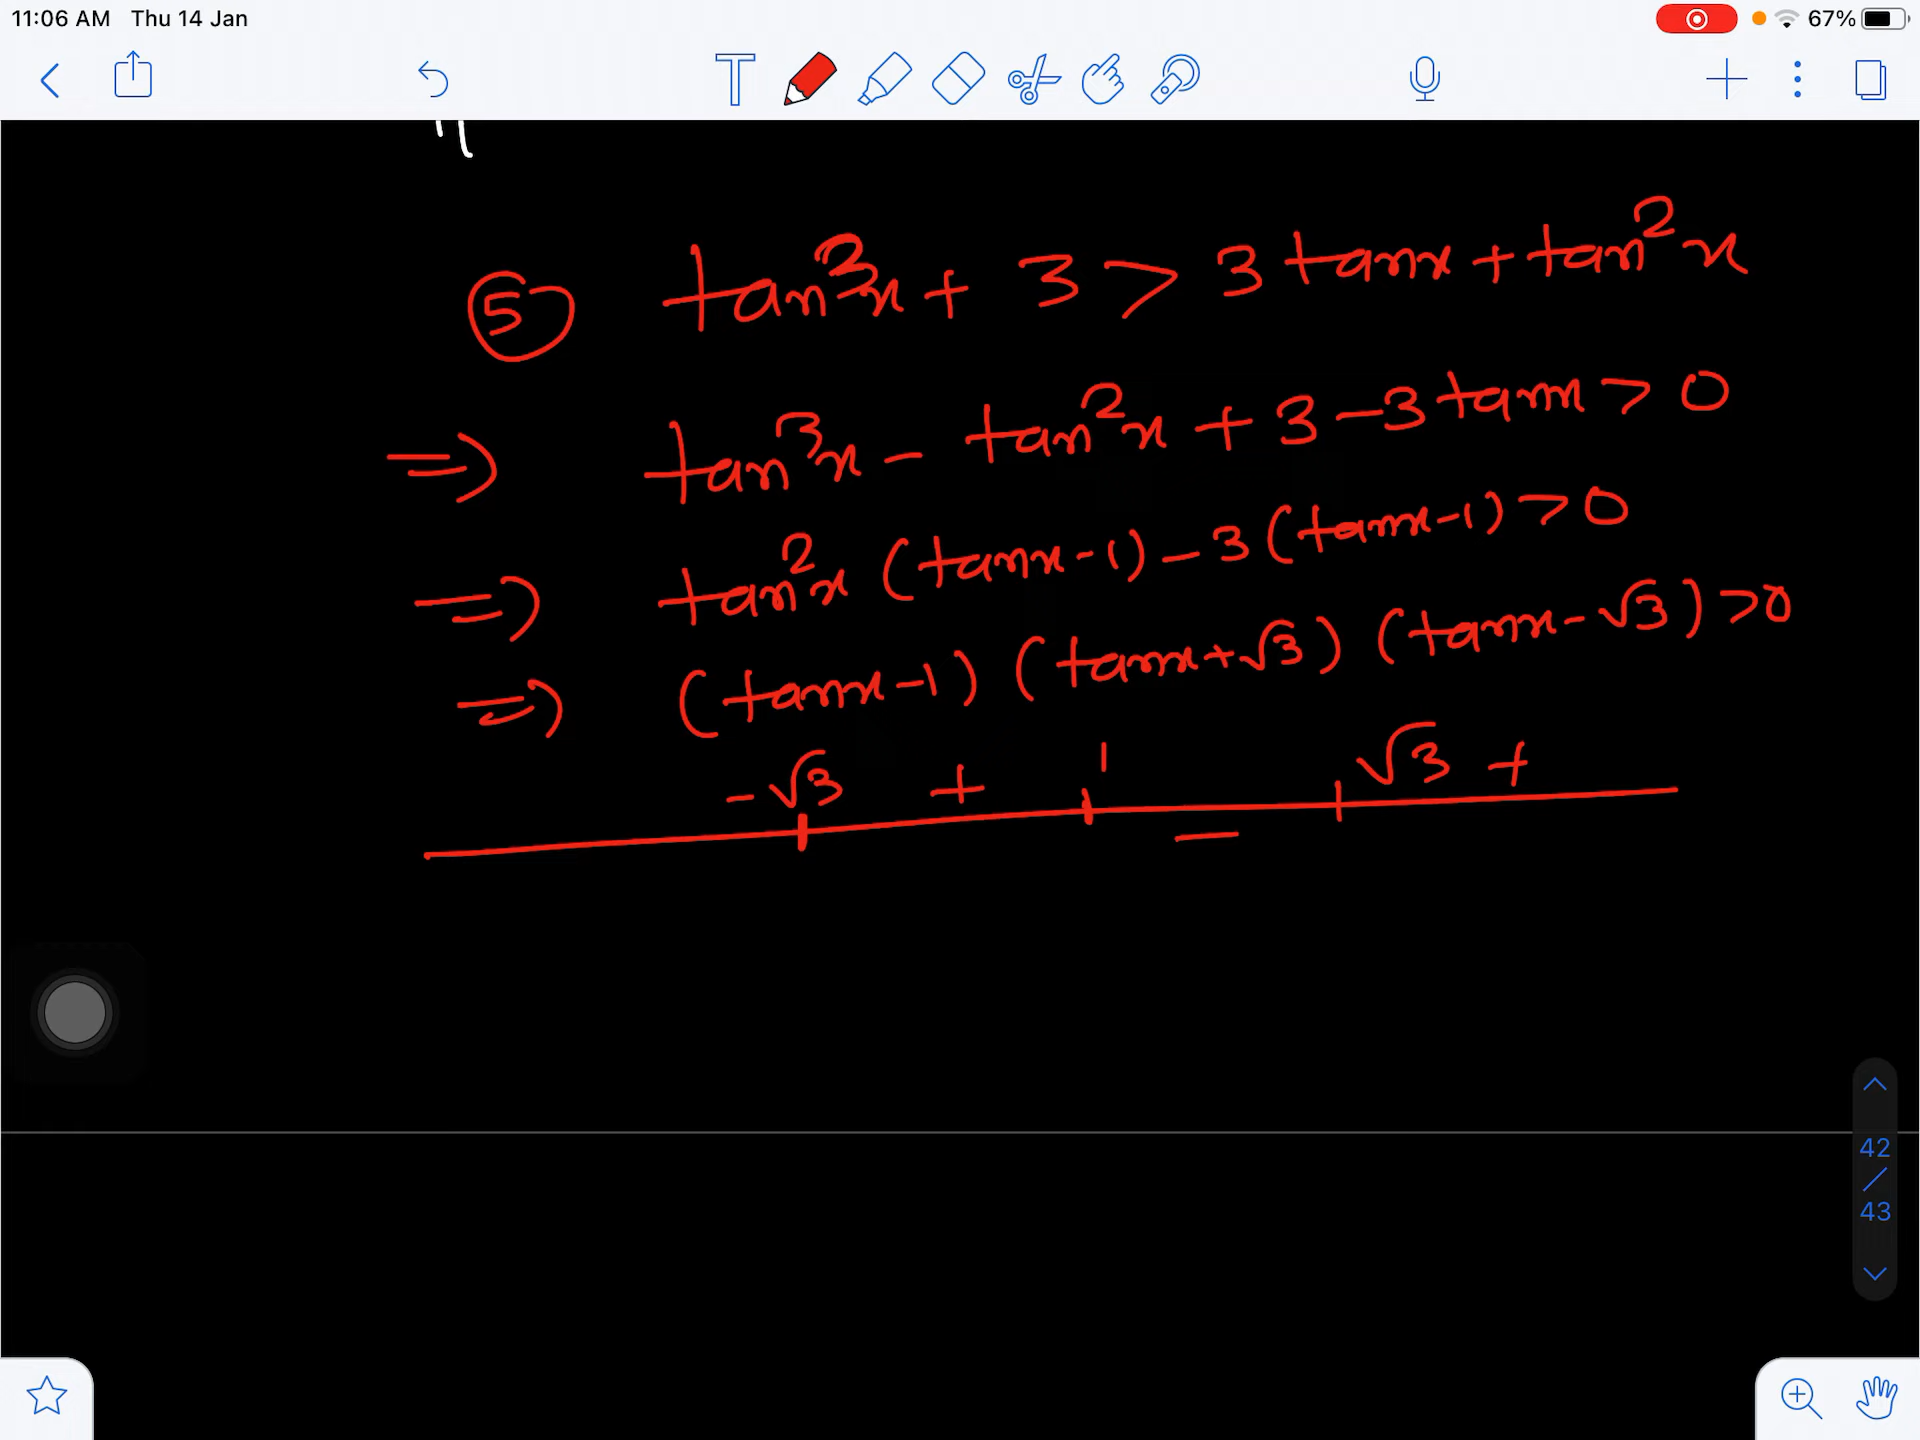 11:06 AM Thu 14 Jan
67%
T
⑤ tan³x + 3 > 3 tanx + tan²x
⇒ tan³x - tan²x + 3 - 3 tanx > 0
⇒ tan²x (tanx - 1) - 3 (tanx - 1) > 0
⇒ (tanx - 1) (tanx + √3) (tanx - √3) > 0
-√3 + 1 √3 +
-
42
/
43